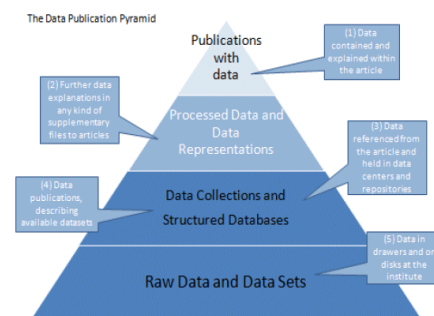 The Data Publication Pyramid
Publications
with
data
(1) Data
contained and
explained within
the article
(2) Further data
explanations in
any kind of
supplementary
files to articles
Processed Data and
Data
Representations
(3) Data
referenced from
the article and
held in data
centers and
repositories
(4) Data
publications,
describing
available datasets
Data Collections and
Structured Databases
(5) Data in
drawers and on
disks at the
institute
Raw Data and Data Sets